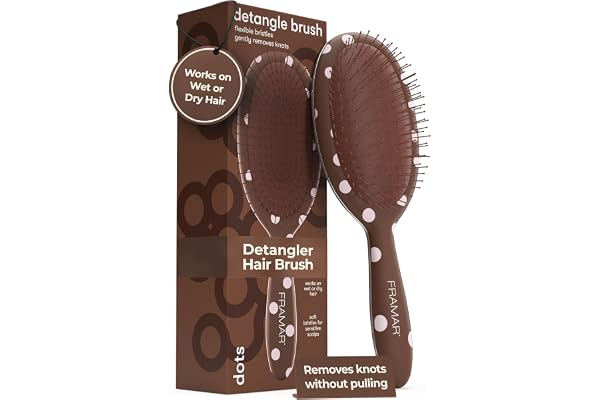 detangle brush
flexible bristles
gently removes knots
Works on
Wet or
Dry Hair
Detangler
Hair Brush
works on
wet or dry
hair
soft
bristles for
sensitive
scalps
FRAMAR
dots
FRAMAR
Removes knots
without pulling